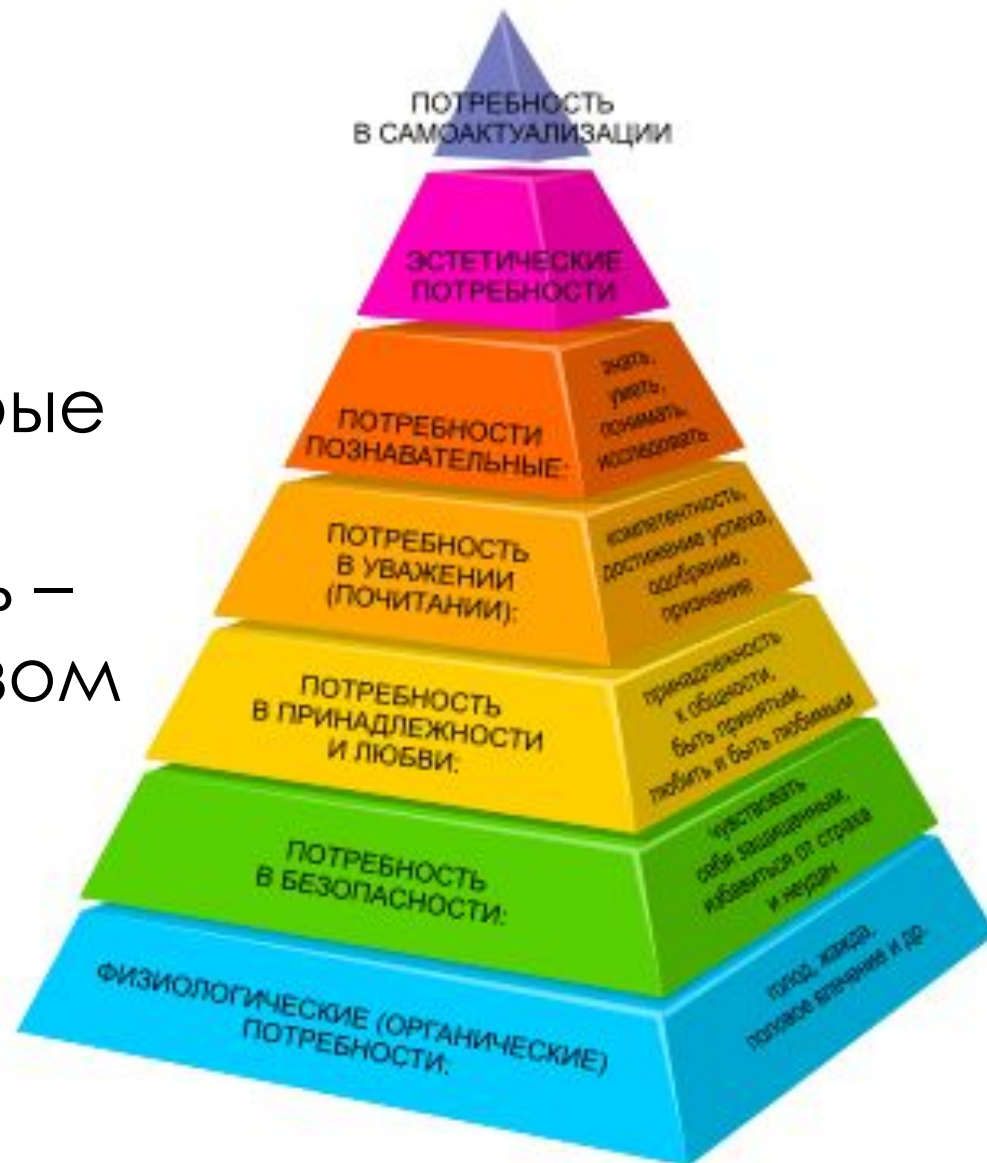 ПОТРЕБНОСТЬ
В САМОАКТУАЛИЗАЦИИ
ЭСТЕТИЧЕСКИЕ
ПОТРЕБНОСТИ
ПОТРЕБНОСТИ
ПОЗНАВАТЕЛЬНЫЕ:
знать,
уметь,
понимать,
исследовать
ПОТРЕБНОСТЬ
В УВАЖЕНИИ
(ПОЧИТАНИИ):
компетентность,
достижение успеха,
одобрение,
признание
ПОТРЕБНОСТЬ
В ПРИНАДЛЕЖНОСТИ
И ЛЮБВИ:
принадлежность
к общности,
быть принятым,
любить и быть любимым
ПОТРЕБНОСТЬ
В БЕЗОПАСНОСТИ:
чувствовать
себя защищенным,
избавиться от страха
и неудач
ФИЗИОЛОГИЧЕСКИЕ (ОРГАНИЧЕСКИЕ)
ПОТРЕБНОСТИ:
голод, жажда,
половое влечение и др.